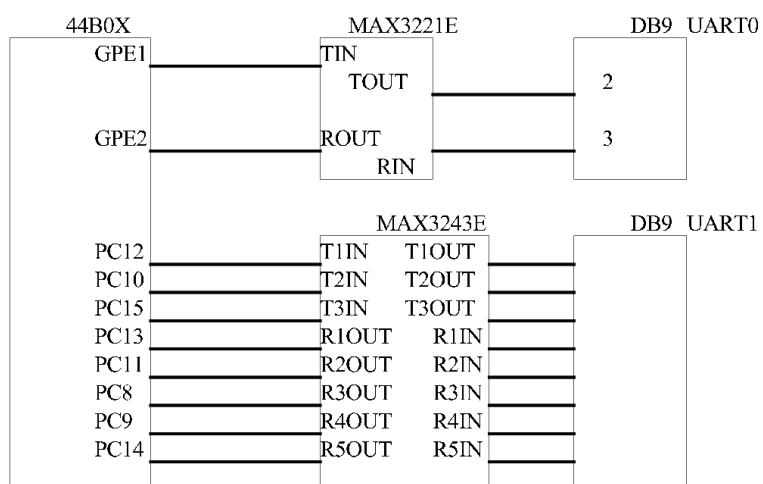 44B0X MAX3221E DB9 UART0
GPE1 TIN
TOUT 2
GPE2 ROUT 3
RIN
MAX3243E DB9 UART1
PC12 T1IN T1OUT
PC10 T2IN T2OUT
PC15 T3IN T3OUT
PC13 R1OUT R1IN
PC11 R2OUT R2IN
PC8 R3OUT R3IN
PC9 R4OUT R4IN
PC14 R5OUT R5IN